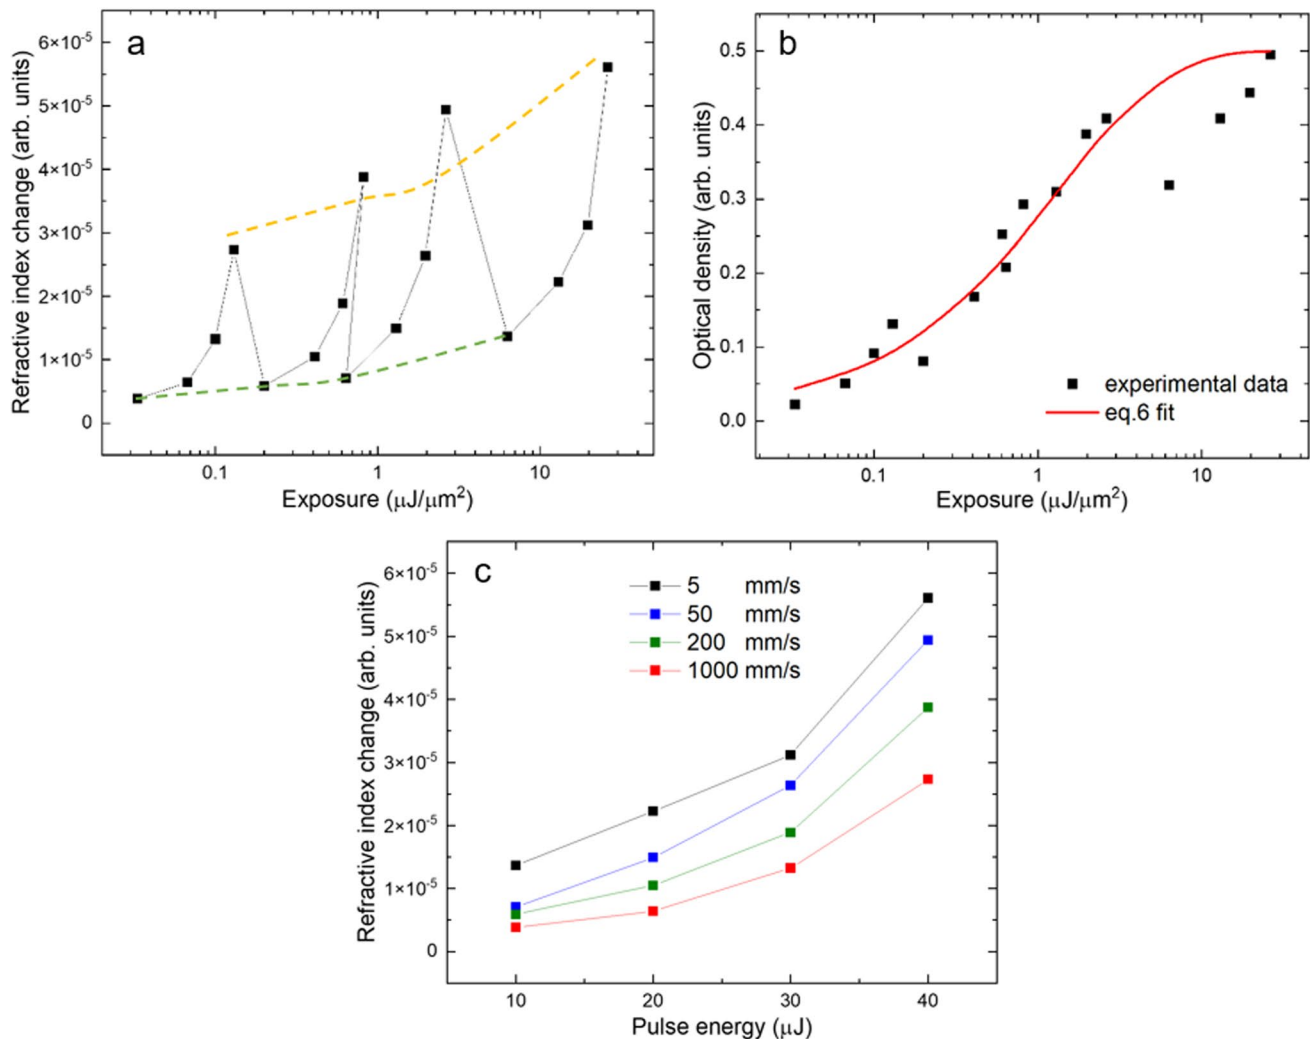 a
Refractive index change (arb. units)
6×10⁻⁵
5×10⁻⁵
4×10⁻⁵
3×10⁻⁵
2×10⁻⁵
1×10⁻⁵
0
0.1 1 10
Exposure (μJ/μm²)
b
Optical density (arb. units)
0.5
0.4
0.3
0.2
0.1
0.0
experimental data
eq.6 fit
0.1 1 10
Exposure (μJ/μm²)
c
Refractive index change (arb. units)
6×10⁻⁵
5×10⁻⁵
4×10⁻⁵
3×10⁻⁵
2×10⁻⁵
1×10⁻⁵
0
5 mm/s
50 mm/s
200 mm/s
1000 mm/s
10 20 30 40
Pulse energy (μJ)